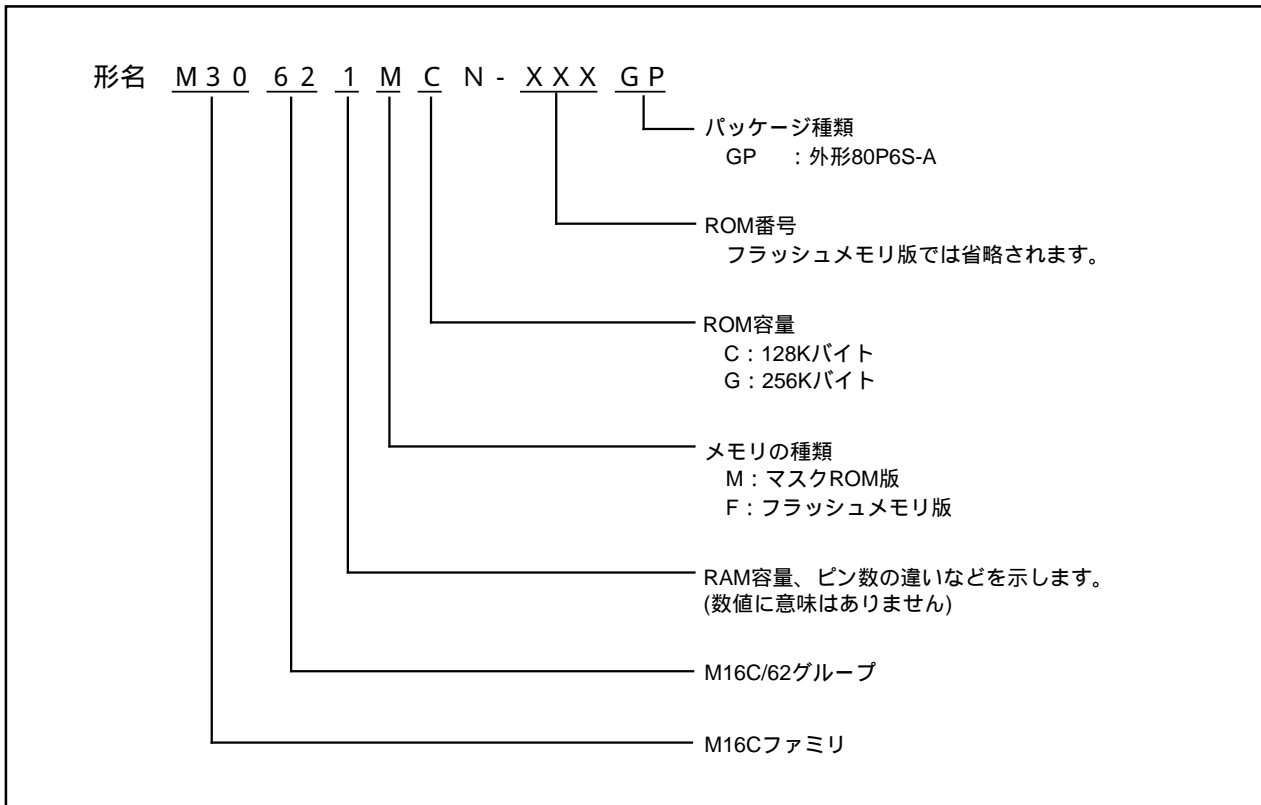 形名 M30 62 1 M C N - XXX GP
パッケージ種類
GP ：外形80P6S-A
ROM番号
フラッシュメモリ版では省略されます。
ROM容量
C：128Kバイト
G：256Kバイト
メモリの種類
M：マスクROM版
F：フラッシュメモリ版
RAM容量、ピン数の違いなどを示します。
(数値に意味はありません)
M16C/62グループ
M16Cファミリ